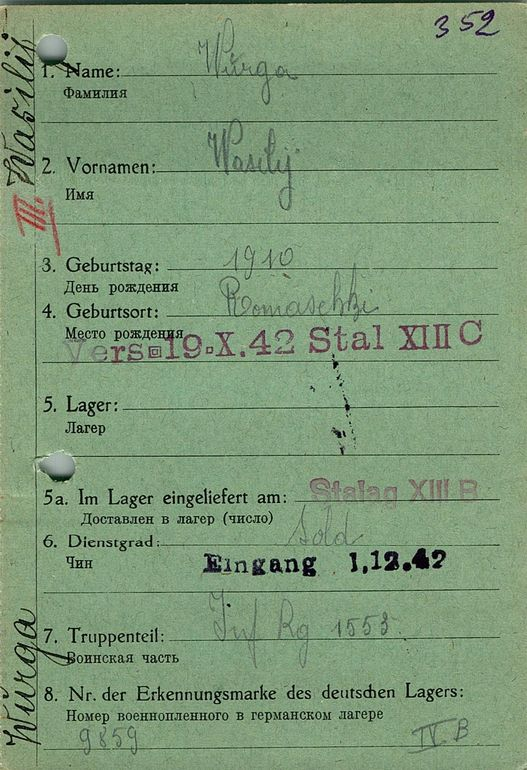 352
Würga Wasilij
III.
1. Name: Würga
Фамилия
2. Vornamen: Wasilij
Имя
3. Geburtstag: 1910
День рождения
4. Geburtsort: Romaschki
Место рождения
Vers 19.X.42 Stal XIII C
5. Lager:
Лагер
5a. Im Lager eingeliefert am: Stalag XIII B
Доставлен в лагер (число)
6. Dienstgrad: Sold
Чин
Eingang 1.12.42
7. Truppenteil: Inf Rg 1553
Воинская часть
8. Nr. der Erkennungsmarke des deutschen Lagers:
Номер военнопленного в германском лагере
9859 IV B